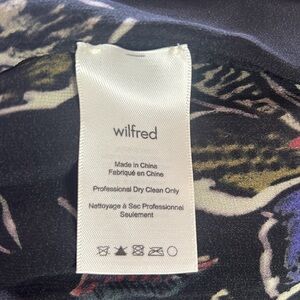 wilfred
Made in China
Fabriqué en Chine
Professional Dry Clean Only
Nettoyage à Sec Professionnel
Seulement